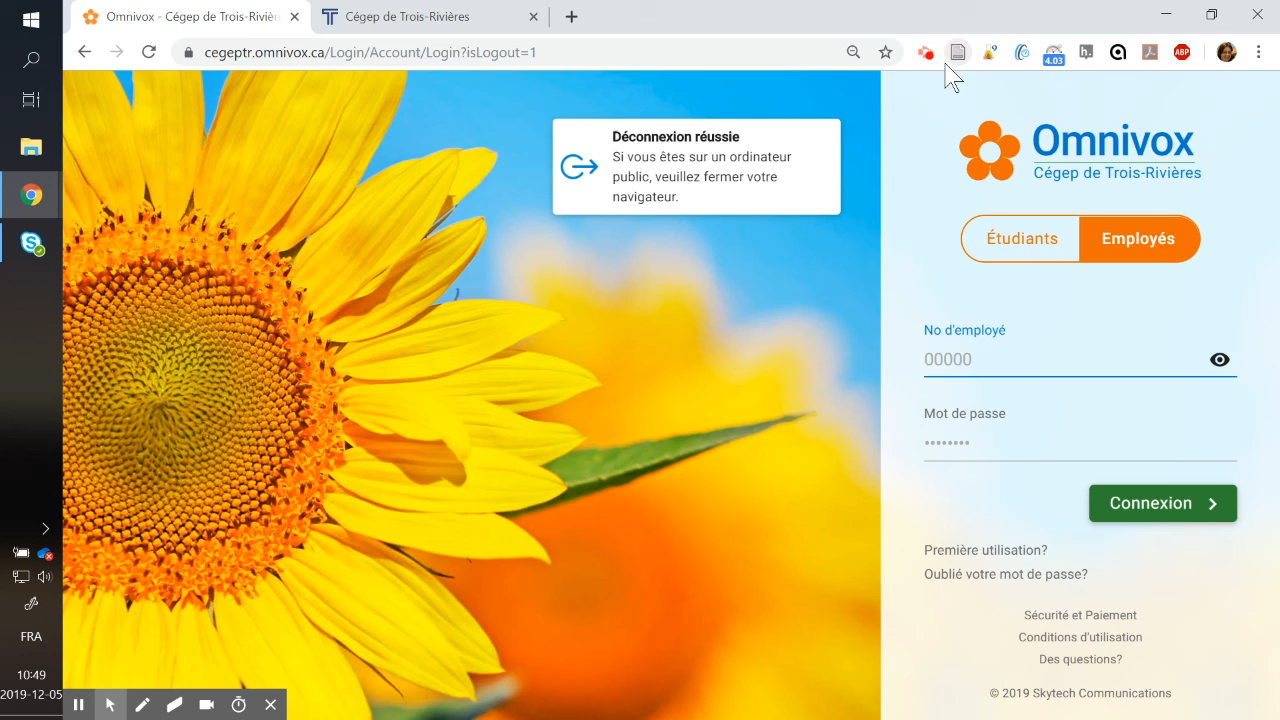 Omnivox - Cégep de Trois-Rivièr
Cégep de Trois-Rivières
cegeptr.omnivox.ca/Login/Account/Login?isLogout=1
4.03
h.
ABP
Déconnexion réussie
Si vous êtes sur un ordinateur
public, veuillez fermer votre
navigateur.
Omnivox
Cégep de Trois-Rivières
Étudiants
Employés
No d'employé
00000
Mot de passe
Connexion
Première utilisation?
Oublié votre mot de passe?
Sécurité et Paiement
Conditions d'utilisation
Des questions?
© 2019 Skytech Communications
FRA
10:49
2019-12-05